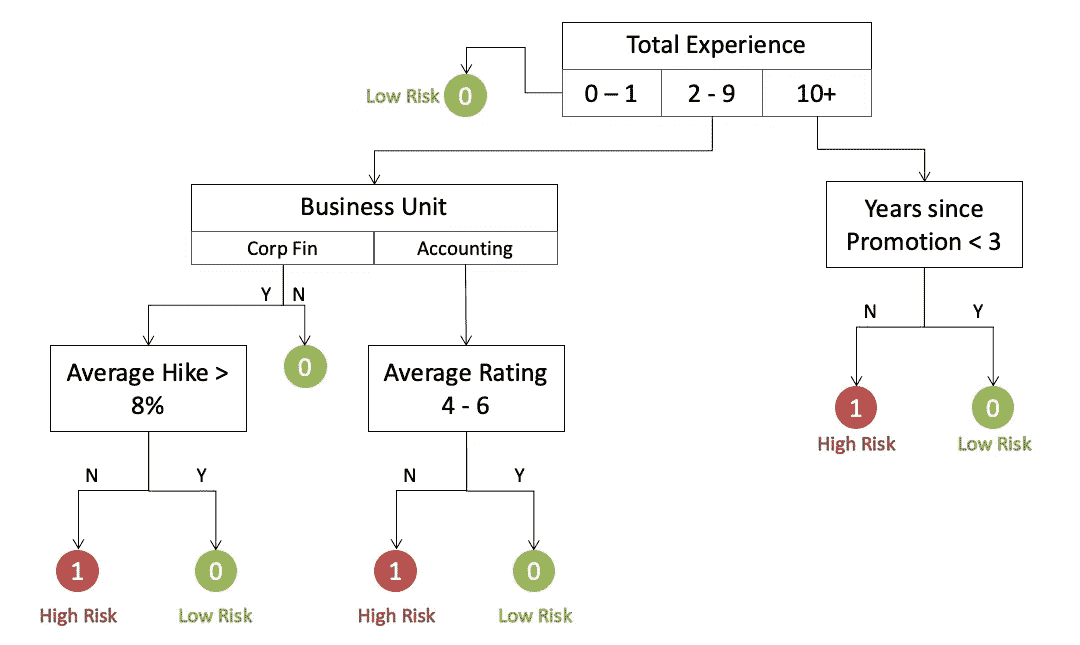 Total Experience
0 – 1
2 - 9
10+
Low Risk
0
Business Unit
Corp Fin
Accounting
Years since
Promotion < 3
Y
N
N
Y
Average Hike >
8%
0
Average Rating
4 - 6
1
High Risk
0
Low Risk
N
Y
N
Y
1
High Risk
0
Low Risk
1
High Risk
0
Low Risk